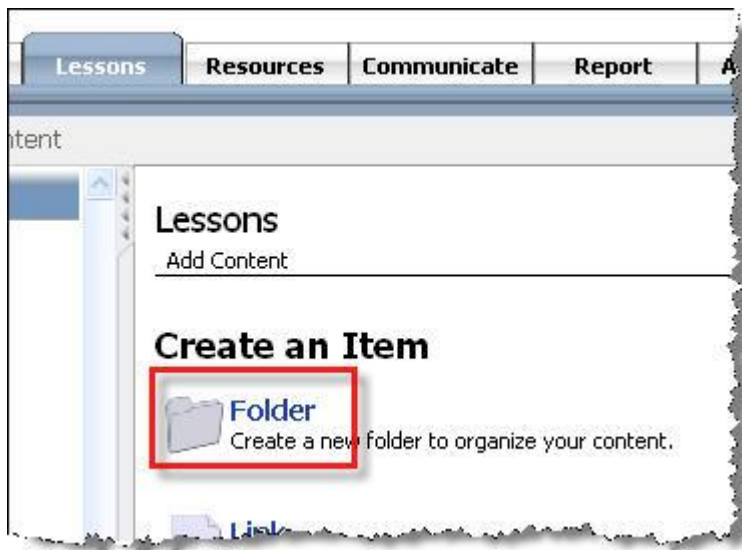 Lessons Resources Communicate Report A
ntent
Lessons
Add Content
Create an Item
Folder
Create a new folder to organize your content.
Link